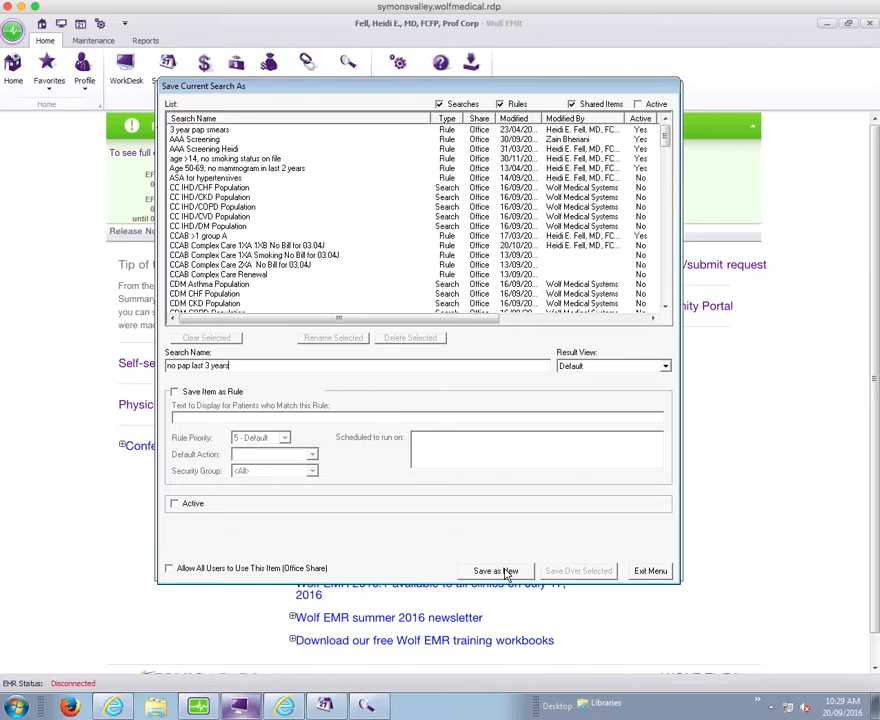 symonsvalley.wolfmedical.rdp
Fell, Heidi E., MD, FCFP, Prof Corp - Wolf EMR
Home Maintenance Reports
Home Favorites Profile WorkDesk
Home
Save Current Search As
List: Searches Rules Shared Items Active
Search Name Type Share Modified Modified By Active
3 year pap smears Rule Office 23/04/20... Heidi E. Fell, MD, FC... Yes
AAA Screening Rule Office 30/09/20... Zain Bheriani Yes
AAA Screening Heidi Rule Office 31/03/20... Heidi E. Fell, MD, FC... Yes
age >14, no smoking status on file Rule Office 30/11/20... Heidi E. Fell, MD, FC... Yes
Age 50-69, no mammogram in last 2 years Rule Office 13/04/20... Heidi E. Fell, MD, FC... Yes
ASA for hypertensives Rule Office 14/09/20... Heidi E. Fell, MD, FC... No
CC IHD/CHF Population Search Office 16/09/20... Wolf Medical Systems No
CC IHD/CKD Population Search Office 16/09/20... Wolf Medical Systems No
CC IHD/COPD Population Search Office 16/09/20... Wolf Medical Systems No
CC IHD/CVD Population Search Office 16/09/20... Wolf Medical Systems No
CC IHD/DM Population Search Office 16/09/20... Wolf Medical Systems No
CCAB >1 group A Rule Office 17/03/20... Heidi E. Fell, MD, FC... Yes
CCAB Complex Care 1XA 1XB No Bill for 03.04J Rule Office 20/10/20... Heidi E. Fell, MD, FC... No
CCAB Complex Care 1XA Smoking No Bill for 03.04J Rule Office 13/09/20... No
CCAB Complex Care 2XA No Bill for 03.04J Rule Office 13/09/20... No
CCAB Complex Care Renewal Rule Office 13/09/20... No
CDM Asthma Population Search Office 16/09/20... Wolf Medical Systems No
CDM CHF Population Search Office 16/09/20... Wolf Medical Systems No
CDM CKD Population Search Office 16/09/20... Wolf Medical Systems No
CDM COPD Population Search Office 16/09/20... Wolf Medical Systems No
Clear Selected Rename Selected Delete Selected
Search Name: Result View:
no pap last 3 years Default
Save Item as Rule
Text to Display for Patients who Match this Rule:
Rule Priority: 5 - Default Scheduled to run on:
Default Action:
Security Group: <All>
Active
Allow All Users to Use This Item (Office Share)
Save as New Save Over Selected Exit Menu
To see full
until 0
Release No
Tip of
/submit request
From the
Summary
you can s
were mad
nity Portal
Self-se
Physic
Confe
2016
Wolf EMR summer 2016 newsletter
Download our free Wolf EMR training workbooks
EHR Status: Disconnected
Desktop Libraries
10:29 AM
20/09/2016